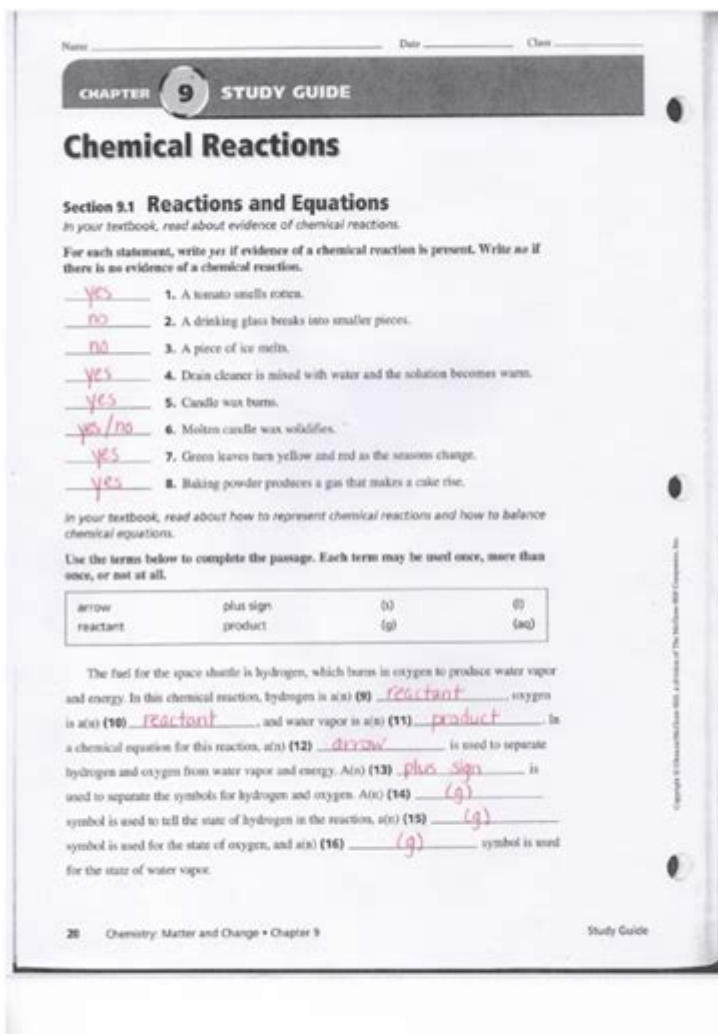 Name Date Class
CHAPTER 9 STUDY GUIDE
Chemical Reactions
Section 9.1 Reactions and Equations
In your textbook, read about evidence of chemical reactions.
For each statement, write yes if evidence of a chemical reaction is present. Write no if
there is no evidence of a chemical reaction.
yes 1. A tomato smells rotten.
no 2. A drinking glass breaks into smaller pieces.
no 3. A piece of ice melts.
yes 4. Drain cleaner is mixed with water and the solution becomes warm.
yes 5. Candle wax burns.
yes/no 6. Molten candle wax solidifies.
yes 7. Green leaves turn yellow and red as the seasons change.
yes 8. Baking powder produces a gas that makes a cake rise.
In your textbook, read about how to represent chemical reactions and how to balance
chemical equations.
Use the terms below to complete the passage. Each term may be used once, more than
once, or not at all.
arrow plus sign (s) (l)
reactant product (g) (aq)
The fuel for the space shuttle is hydrogen, which burns in oxygen to produce water vapor
and energy. In this chemical reaction, hydrogen is a(n) (9) reactant, oxygen
is a(n) (10) reactant, and water vapor is a(n) (11) product. In
a chemical equation for this reaction, a(n) (12) arrow is used to separate
hydrogen and oxygen from water vapor and energy. A(n) (13) plus sign is
used to separate the symbols for hydrogen and oxygen. A(n) (14) (g)
symbol is used to tell the state of hydrogen in the reaction, a(n) (15) (g)
symbol is used for the state of oxygen, and a(n) (16) (g) symbol is used
for the state of water vapor.
20 Chemistry: Matter and Change • Chapter 9 Study Guide
Copyright © Glencoe/McGraw-Hill, a division of The McGraw-Hill Companies, Inc.